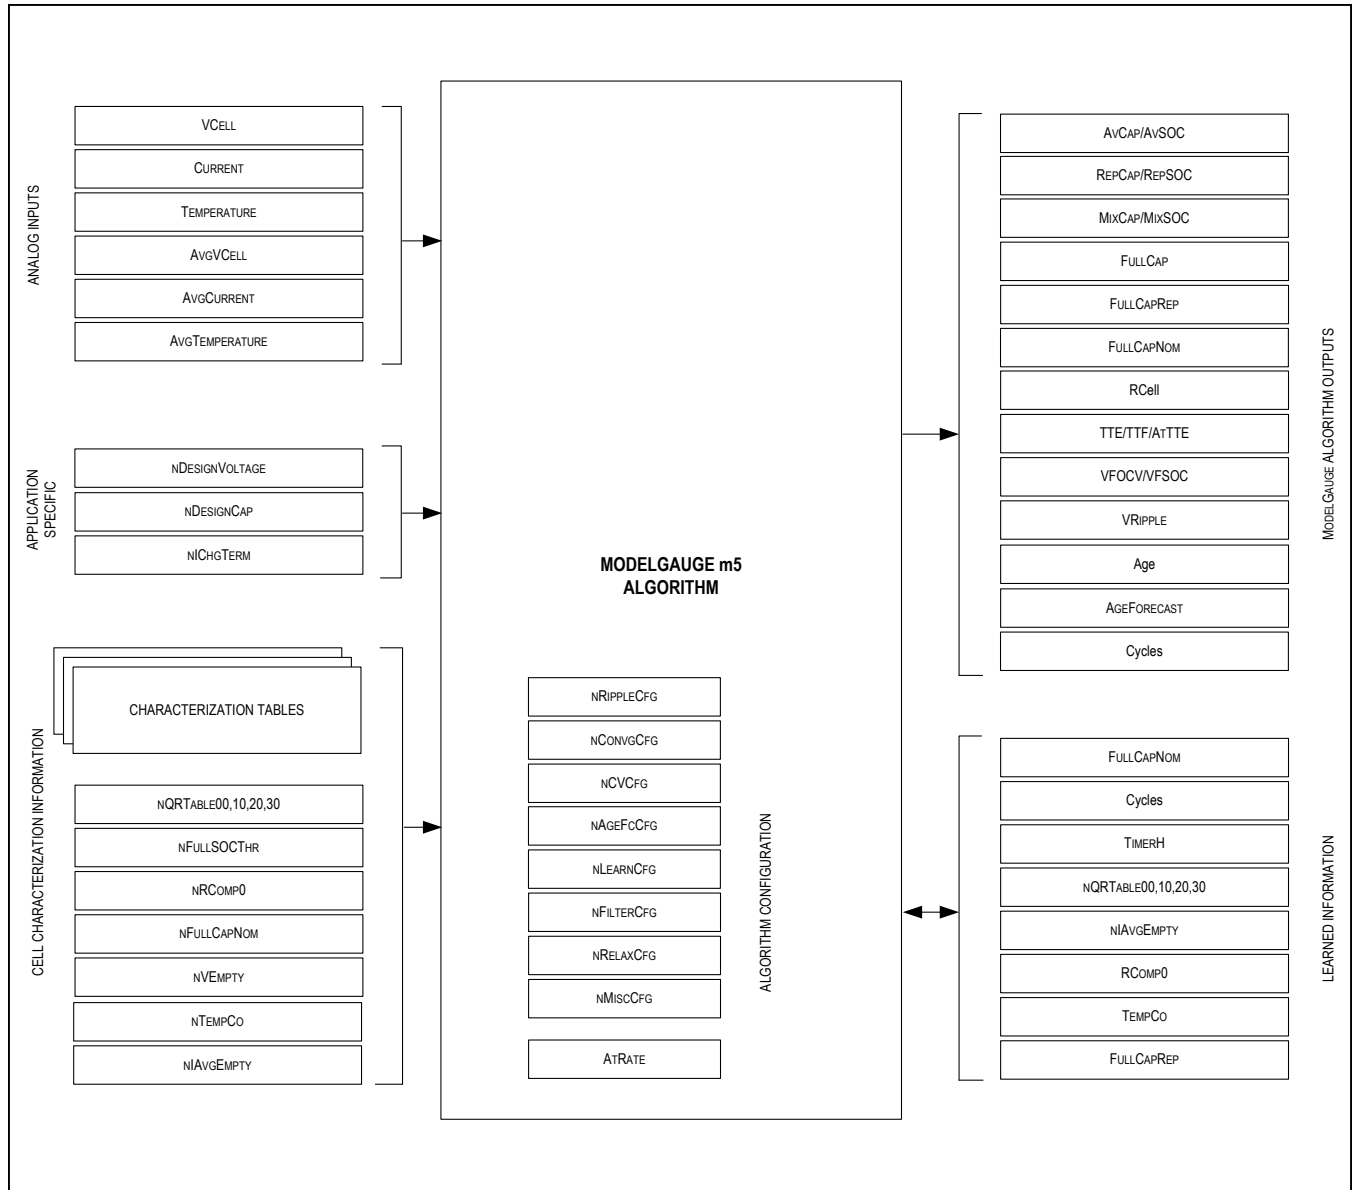 ANALOG INPUTS
VCELL
CURRENT
TEMPERATURE
AVGVCELL
AVGCURRENT
AVGTEMPERATURE
APPLICATION
SPECIFIC
NDESIGNVOLTAGE
NDESIGNCAP
NICHGTERM
CELL CHARACTERIZATION INFORMATION
CHARACTERIZATION TABLES
NQRTABLE00,10,20,30
NFULLSOCTHR
NRCOMP0
NFULLCAPNOM
NVEMPTY
NTEMPCO
NIAVGEMPTY
MODELGAUGE m5
ALGORITHM
NRIPPLECFG
NCONVGCFG
NCVCFG
NAGEFCCFG
NLEARNCFG
NFILTERCFG
NRELAXCFG
NMISCCFG
ATRATE
ALGORITHM CONFIGURATION
AVCAP/AVSOC
REPCAP/REPSOC
MIXCAP/MIXSOC
FULLCAP
FULLCAPREP
FULLCAPNOM
RCell
TTE/TTF/ATTTE
VFOCV/VFSOC
VRIPPLE
Age
AGEFORECAST
Cycles
MODELGAUGE ALGORITHM OUTPUTS
FULLCAPNOM
Cycles
TIMERH
NQRTABLE00,10,20,30
NIAVGEMPTY
RCOMP0
TEMPCO
FULLCAPREP
LEARNED INFORMATION